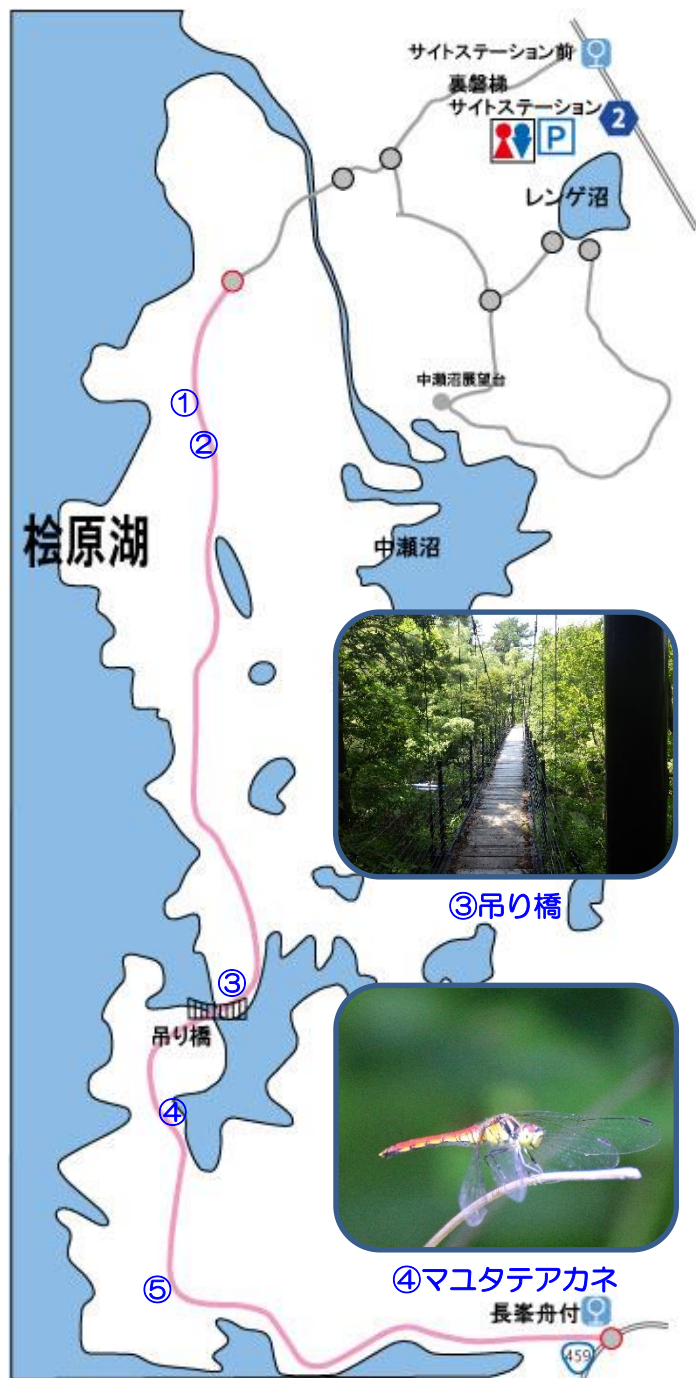 サイトステーション前
裏磐梯
サイトステーション
2
P
レンゲ沼
中瀬沼展望台
①
②
桧原湖
中瀬沼
③吊り橋
③
吊り橋
④
④マユタテアカネ
⑤
長峯舟付
459